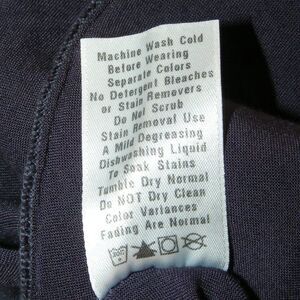 Machine Wash Cold
Before Wearing
Separate Colors
No Detergent Bleaches
or Stain Removers
Do Not Scrub
Stain Removal Use
A Mild Degreasing
Dishwashing Liquid
To Soak Stains
Tumble Dry Normal
Do NOT Dry Clean
Color Variances
Fading Are Normal